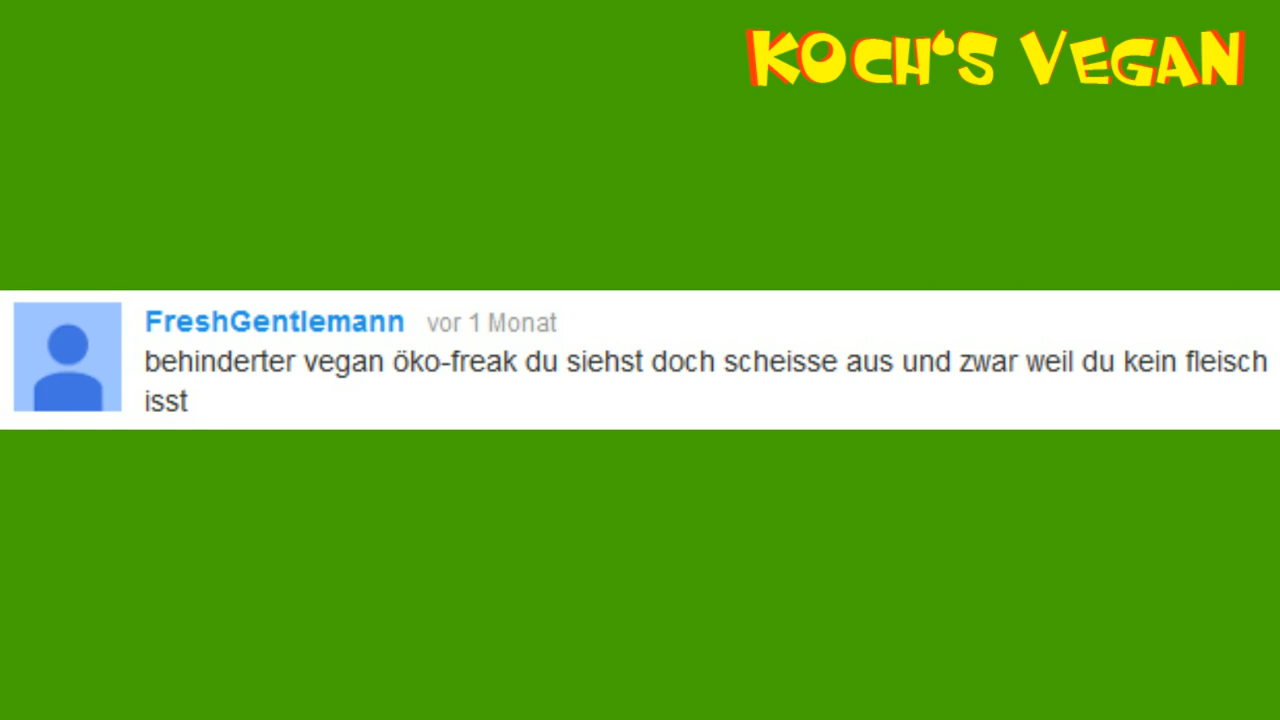 KOCH'S VEGAN
FreshGentlemann vor 1 Monat
behinderter vegan öko-freak du siehst doch scheisse aus und zwar weil du kein fleisch
isst